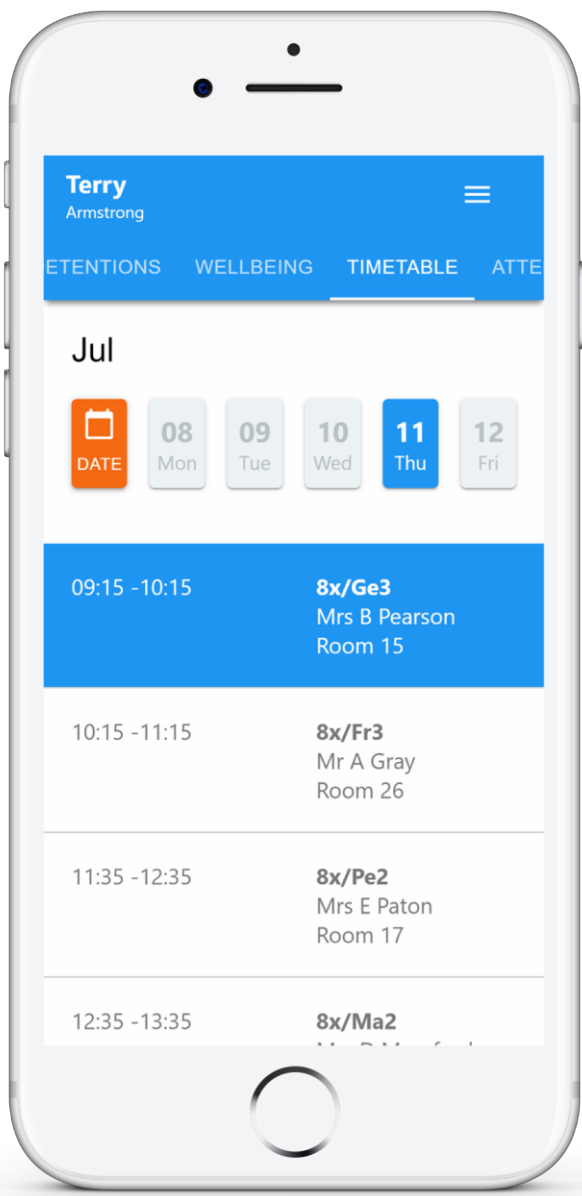 Terry
Armstrong
ETENTIONS WELLBEING TIMETABLE ATTE
Jul
DATE 08 Mon 09 Tue 10 Wed 11 Thu 12 Fri
09:15 -10:15 8x/Ge3
Mrs B Pearson
Room 15
10:15 -11:15 8x/Fr3
Mr A Gray
Room 26
11:35 -12:35 8x/Pe2
Mrs E Paton
Room 17
12:35 -13:35 8x/Ma2